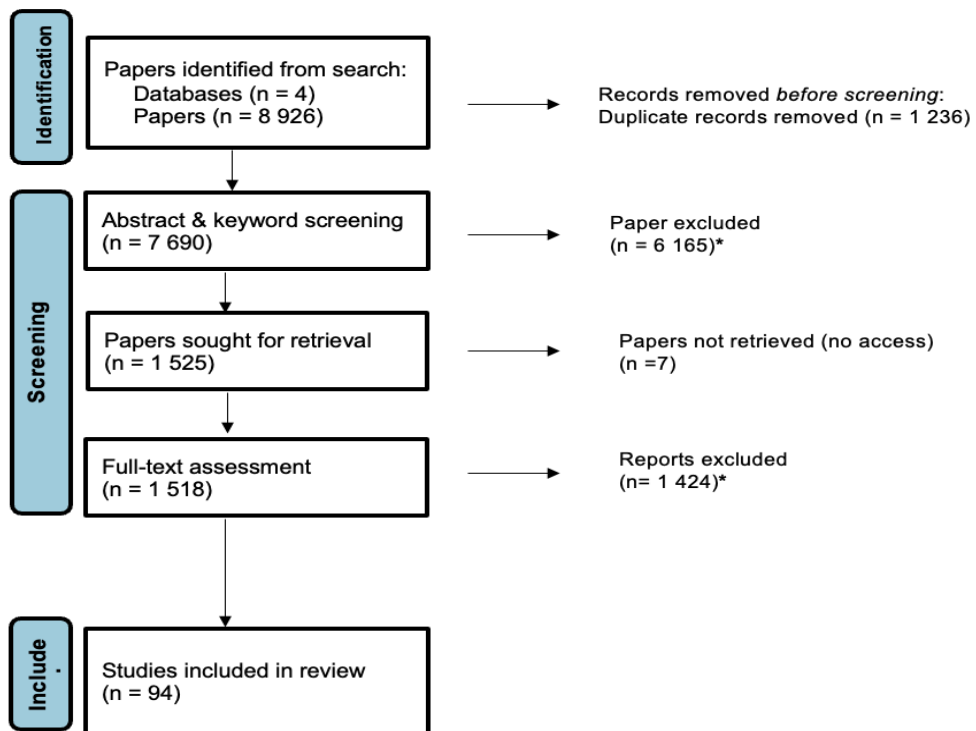 Identification
Papers identified from search:
Databases (n = 4)
Papers (n = 8 926)
Records removed before screening:
Duplicate records removed (n = 1 236)
Screening
Abstract & keyword screening
(n = 7 690)
Paper excluded
(n = 6 165)*
Papers sought for retrieval
(n = 1 525)
Papers not retrieved (no access)
(n =7)
Full-text assessment
(n = 1 518)
Reports excluded
(n= 1 424)*
Include
Studies included in review
(n = 94)